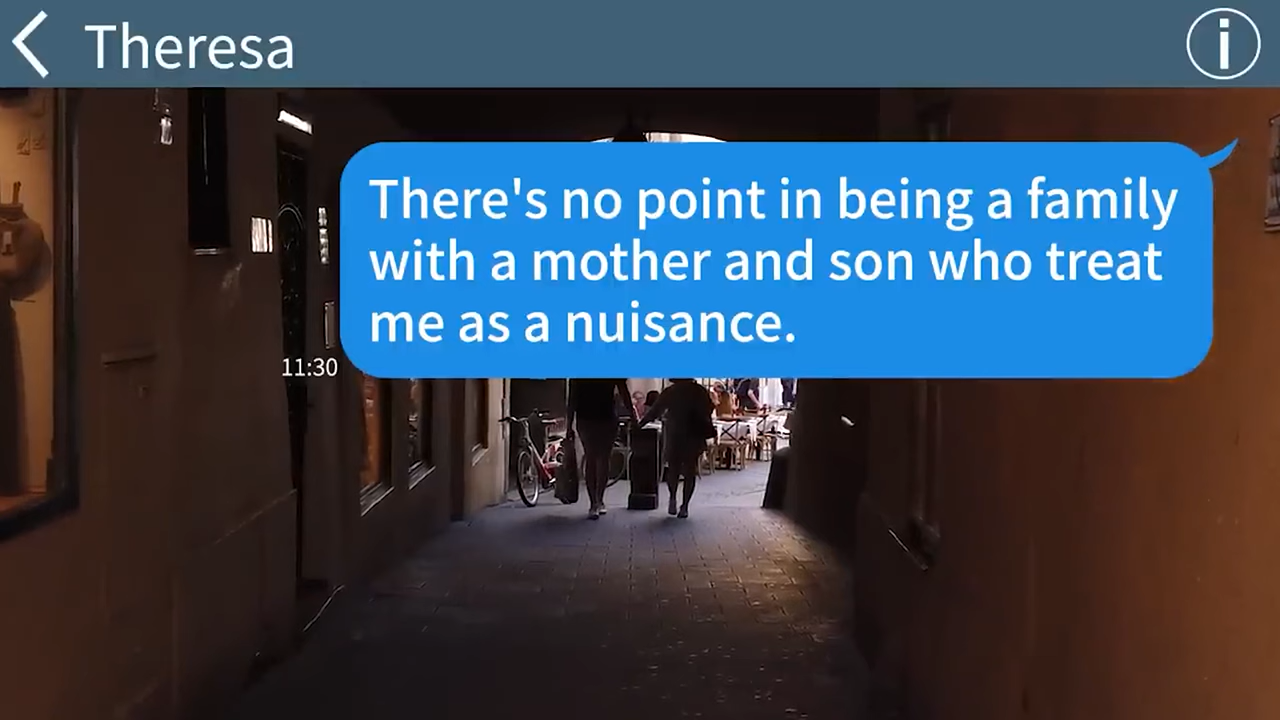 Theresa
There's no point in being a family
with a mother and son who treat
me as a nuisance.
11:30